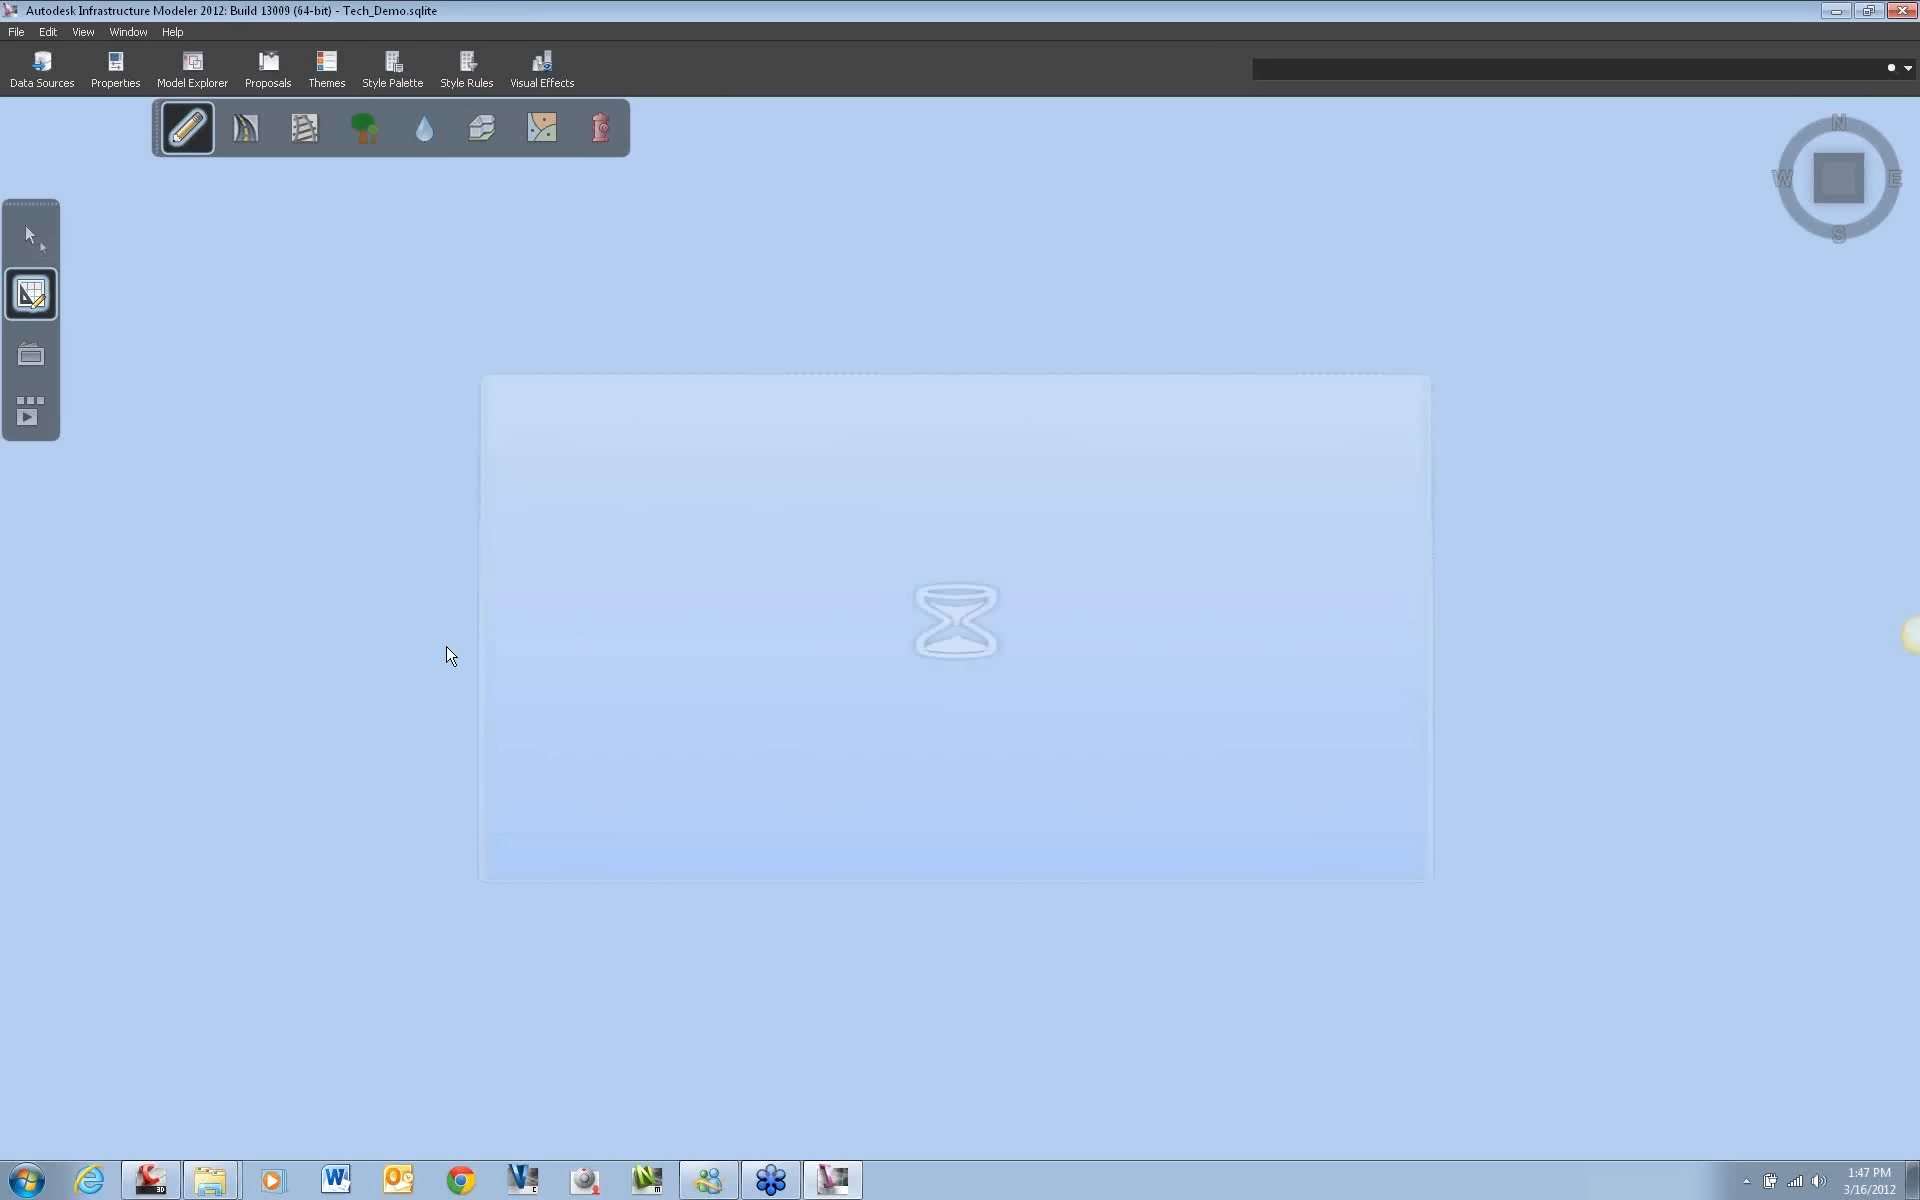 Autodesk Infrastructure Modeler 2012: Build 13009 (64-bit) - Tech_Demo.sqlite
File Edit View Window Help
Data Sources Properties Model Explorer Proposals Themes Style Palette Style Rules Visual Effects
N
W E
S
3D
1:47 PM
3/16/2012